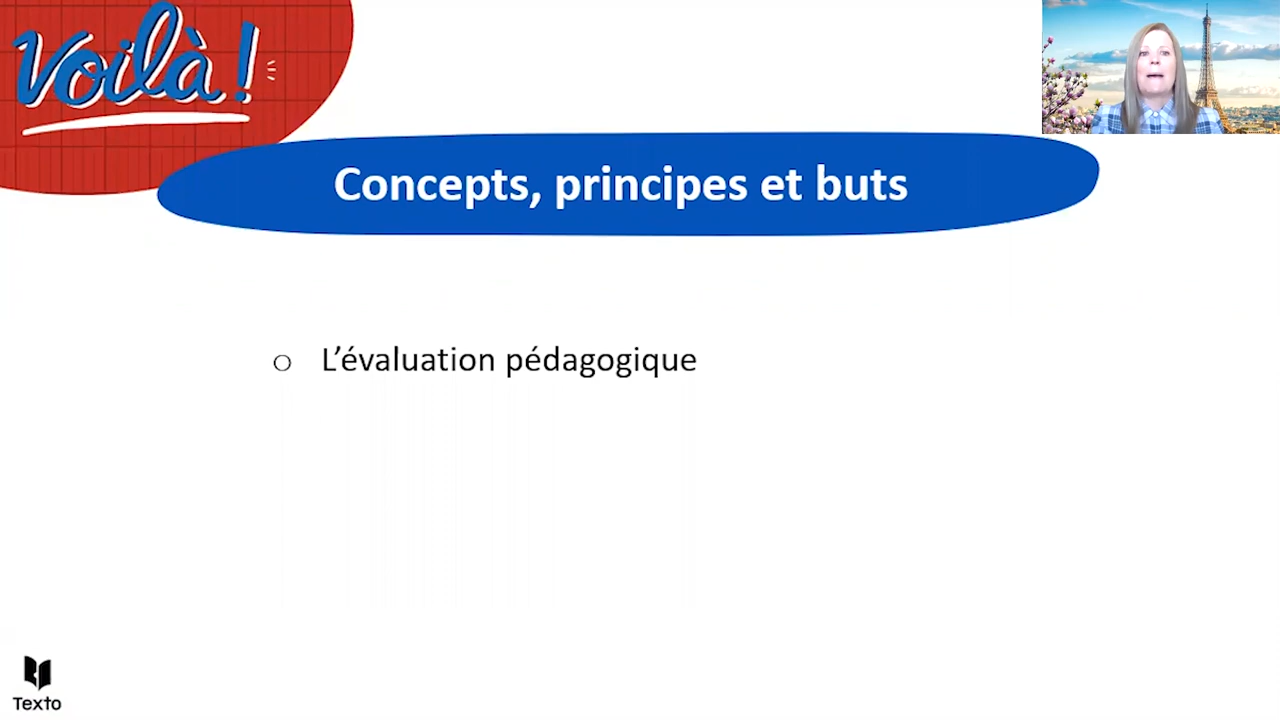 Voilà!
Concepts, principes et buts
L’évaluation pédagogique
Texto